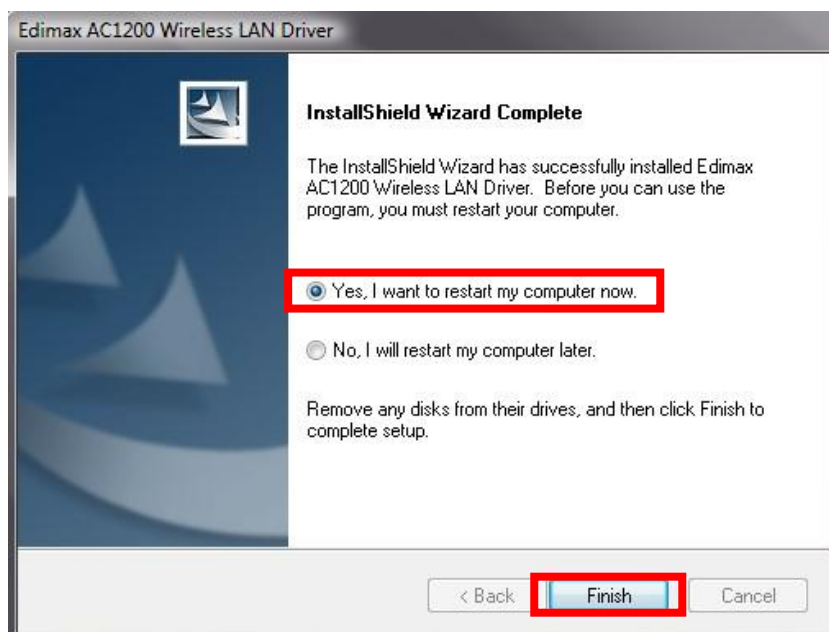 Edimax AC1200 Wireless LAN Driver
InstallShield Wizard Complete
The InstallShield Wizard has successfully installed Edimax
AC1200 Wireless LAN Driver. Before you can use the
program, you must restart your computer.
Yes, I want to restart my computer now.
No, I will restart my computer later.
Remove any disks from their drives, and then click Finish to
complete setup.
< Back Finish Cancel